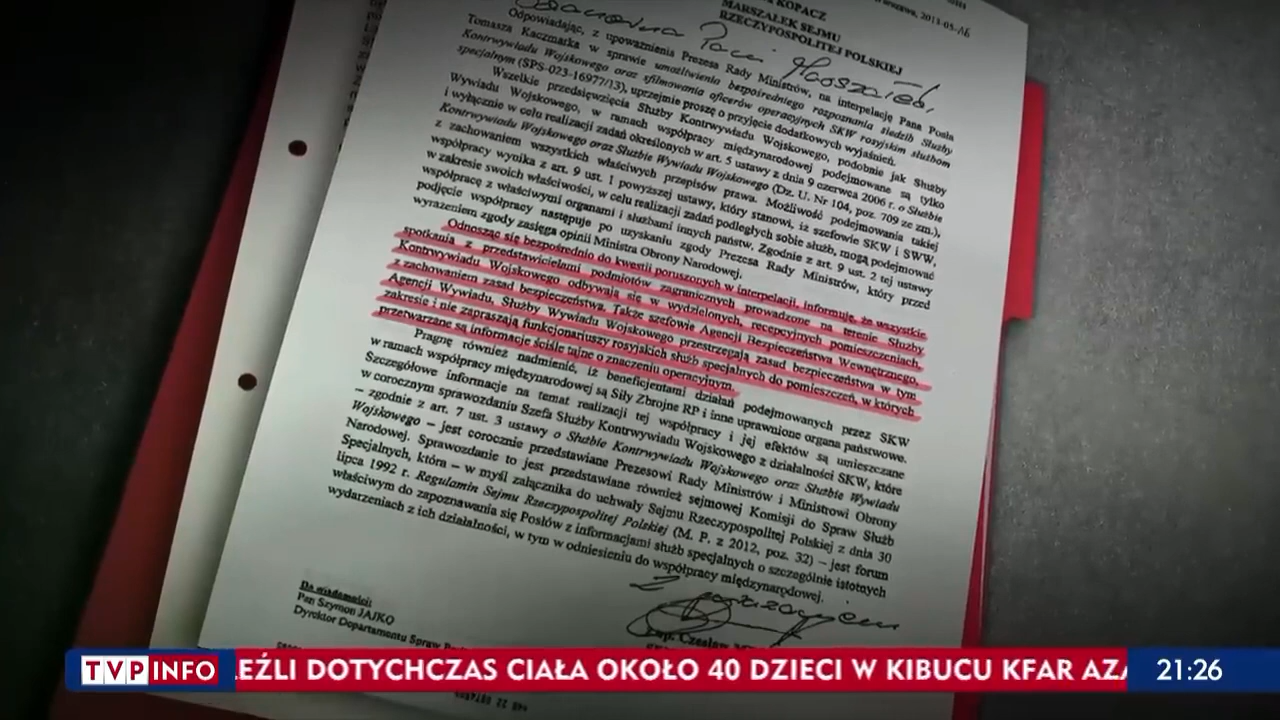 KOPACZ
Warszawa, 2013-05-16
MARSZAŁEK SEJMU
RZECZYPOSPOLITEJ POLSKIEJ
Szanowna Pani Marszałek,
Odpowiadając, z upoważnienia Prezesa Rady Ministrów, na interpelację Pana Posła
Tomasza Kaczmarka w sprawie umożliwienia bezpośredniego rozpoznania siedzib Służby
Kontrwywiadu Wojskowego oraz sfilmowania oficerów operacyjnych SKW rosyjskim służbom
specjalnym (SPS-023-16977/13), uprzejmie proszę o przyjęcie dodatkowych wyjaśnień.
Wszelkie przedsięwzięcia Służby Kontrwywiadu Wojskowego, podobnie jak Służby
Wywiadu Wojskowego, w ramach współpracy międzynarodowej podejmowane są tylko
i wyłącznie w celu realizacji zadań określonych w art. 5 ustawy z dnia 9 czerwca 2006 r. o Służbie
Kontrwywiadu Wojskowego oraz Służbie Wywiadu Wojskowego (Dz. U. Nr 104, poz. 709 ze zm.),
z zachowaniem wszystkich właściwych przepisów prawa. Możliwość podejmowania takiej
współpracy wynika z art. 9 ust. 1 powyższej ustawy, który stanowi, iż szefowie SKW i SWW,
w zakresie swoich właściwości, w celu realizacji zadań podległych sobie służb, mogą podejmować
współpracę z właściwymi organami i służbami innych państw. Zgodnie z art. 9 ust. 2 tej ustawy
podjęcie współpracy następuje po uzyskaniu zgody Prezesa Rady Ministrów, który przed
wyrażeniem zgody zasięga opinii Ministra Obrony Narodowej.
Odnosząc się bezpośrednio do kwestii poruszonych w interpelacji, informuję, że wszystkie
spotkania z przedstawicielami podmiotów zagranicznych prowadzone na terenie Służby
Kontrwywiadu Wojskowego odbywają się w wydzielonych, recepcyjnych pomieszczeniach,
z zachowaniem zasad bezpieczeństwa. Także szefowie Agencji Bezpieczeństwa Wewnętrznego,
Agencji Wywiadu, Służby Wywiadu Wojskowego przestrzegają zasad bezpieczeństwa w tym
zakresie i nie zapraszają funkcjonariuszy rosyjskich służb specjalnych do pomieszczeń, w których
przetwarzane są informacje ściśle tajne o znaczeniu operacyjnym.
Pragnę również nadmienić, iż beneficjentami działań podejmowanych przez SKW
w ramach współpracy międzynarodowej są Siły Zbrojne RP i inne uprawnione organa państwowe.
Szczegółowe informacje na temat realizacji tej współpracy i jej efektów są umieszczane
w corocznym sprawozdaniu Szefa Służby Kontrwywiadu Wojskowego z działalności SKW, które
– zgodnie z art. 7 ust. 3 ustawy o Służbie Kontrwywiadu Wojskowego oraz Służbie Wywiadu
Wojskowego – jest corocznie przedstawiane Prezesowi Rady Ministrów i Ministrowi Obrony
Narodowej. Sprawozdanie to jest przedstawiane również sejmowej Komisji do Spraw Służb
Specjalnych, która – w myśl załącznika do uchwały Sejmu Rzeczypospolitej Polskiej z dnia 30
lipca 1992 r. Regulamin Sejmu Rzeczypospolitej Polskiej (M. P. z 2012, poz. 32) – jest forum
właściwym do zapoznawania się Posłów z informacjami służb specjalnych o szczególnie istotnych
wydarzeniach z ich działalności, w tym w odniesieniu do współpracy międzynarodowej.
Z poważaniem
Czesław
Do wiadomości:
Pan Szymon JAJKO
Dyrektor Departamentu Spraw
TVP INFO
EŹLI DOTYCHCZAS CIAŁA OKOŁO 40 DZIECI W KIBUCU KFAR AZA
21:26